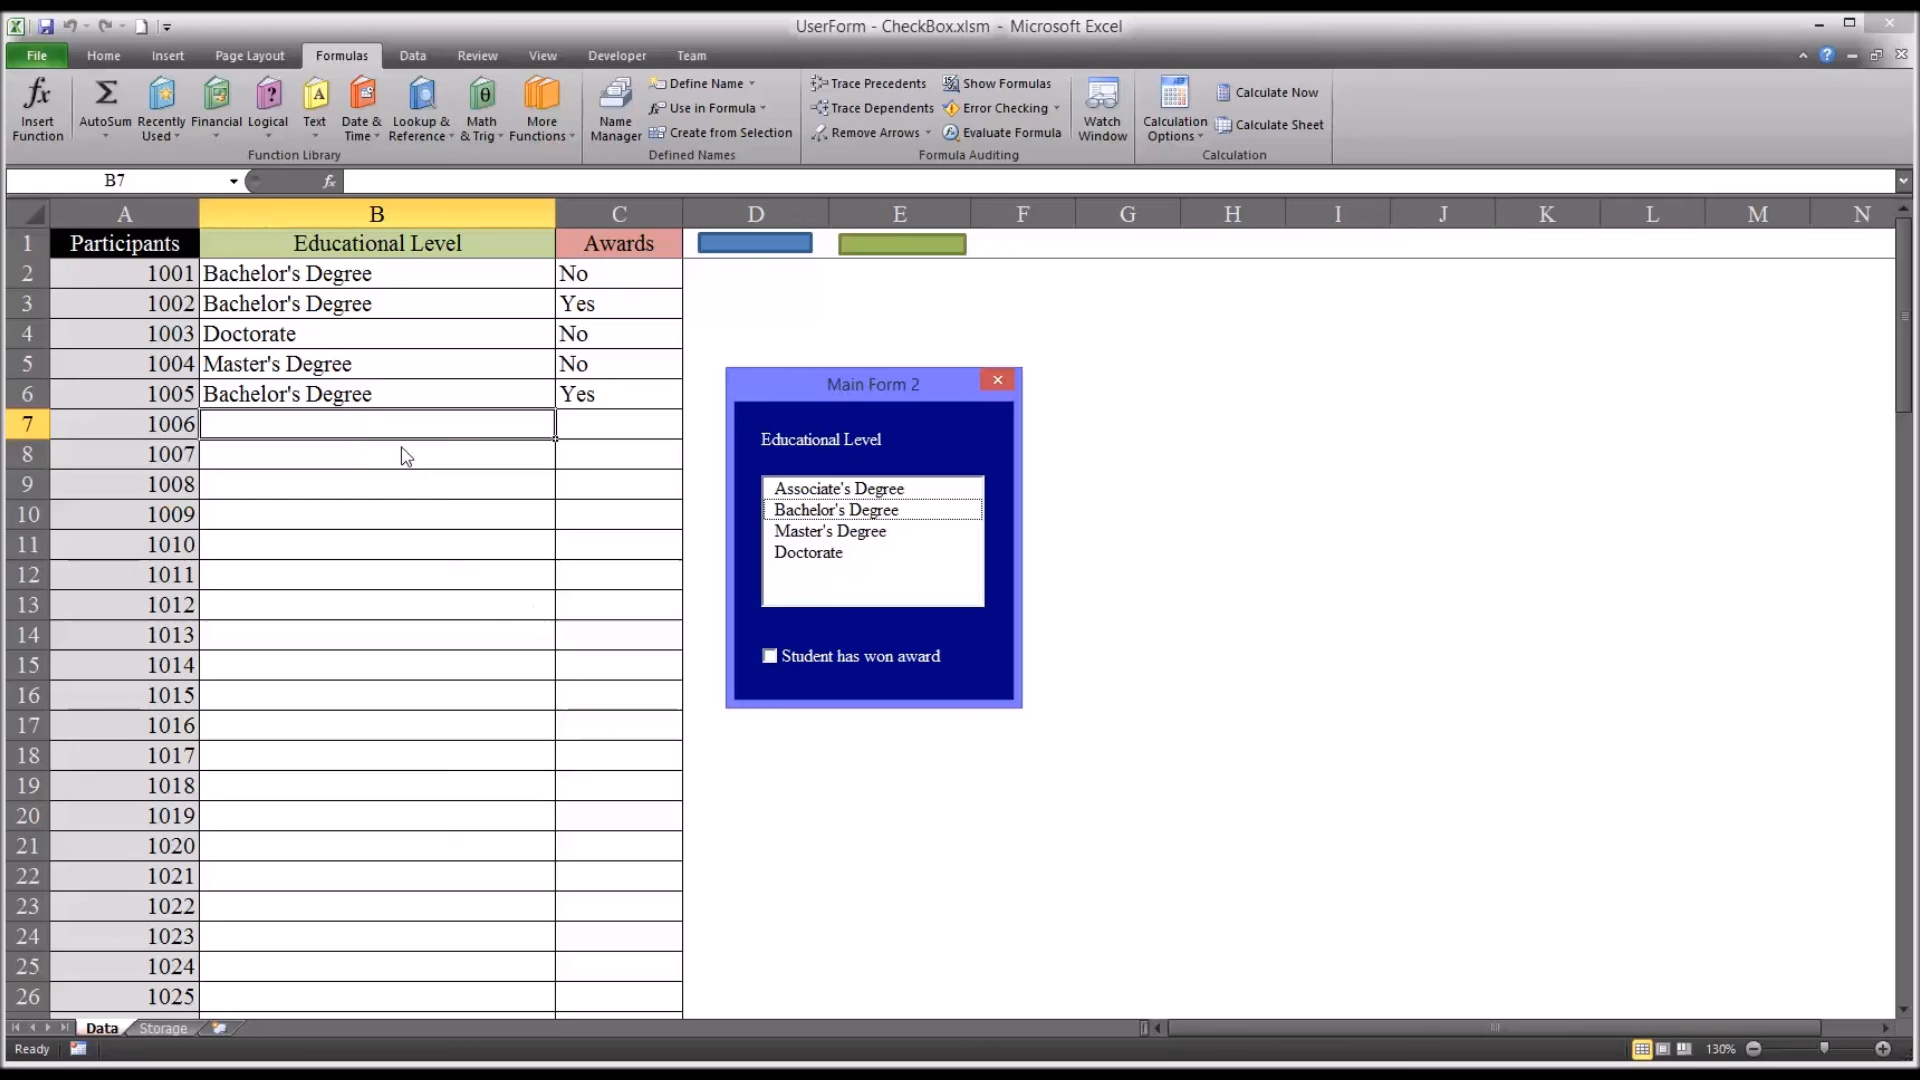 UserForm - CheckBox.xlsm - Microsoft Excel
File Home Insert Page Layout Formulas Data Review View Developer Team
Insert Function
AutoSum
Recently Used
Financial
Logical
Text
Date & Time
Lookup & Reference
Math & Trig
More Functions
Function Library
Name Manager
Define Name
Use in Formula
Create from Selection
Defined Names
Trace Precedents
Trace Dependents
Remove Arrows
Show Formulas
Error Checking
Evaluate Formula
Formula Auditing
Watch Window
Calculation Options
Calculate Now
Calculate Sheet
Calculation
B7 fx
A B C D E F G H I J K L M N
1 Participants Educational Level Awards
2 1001 Bachelor's Degree No
3 1002 Bachelor's Degree Yes
4 1003 Doctorate No
5 1004 Master's Degree No
6 1005 Bachelor's Degree Yes
7 1006
8 1007
9 1008
10 1009
11 1010
12 1011
13 1012
14 1013
15 1014
16 1015
17 1016
18 1017
19 1018
20 1019
21 1020
22 1021
23 1022
24 1023
25 1024
26 1025
Main Form 2
Educational Level
Associate's Degree
Bachelor's Degree
Master's Degree
Doctorate
Student has won award
Data Storage
Ready 130%